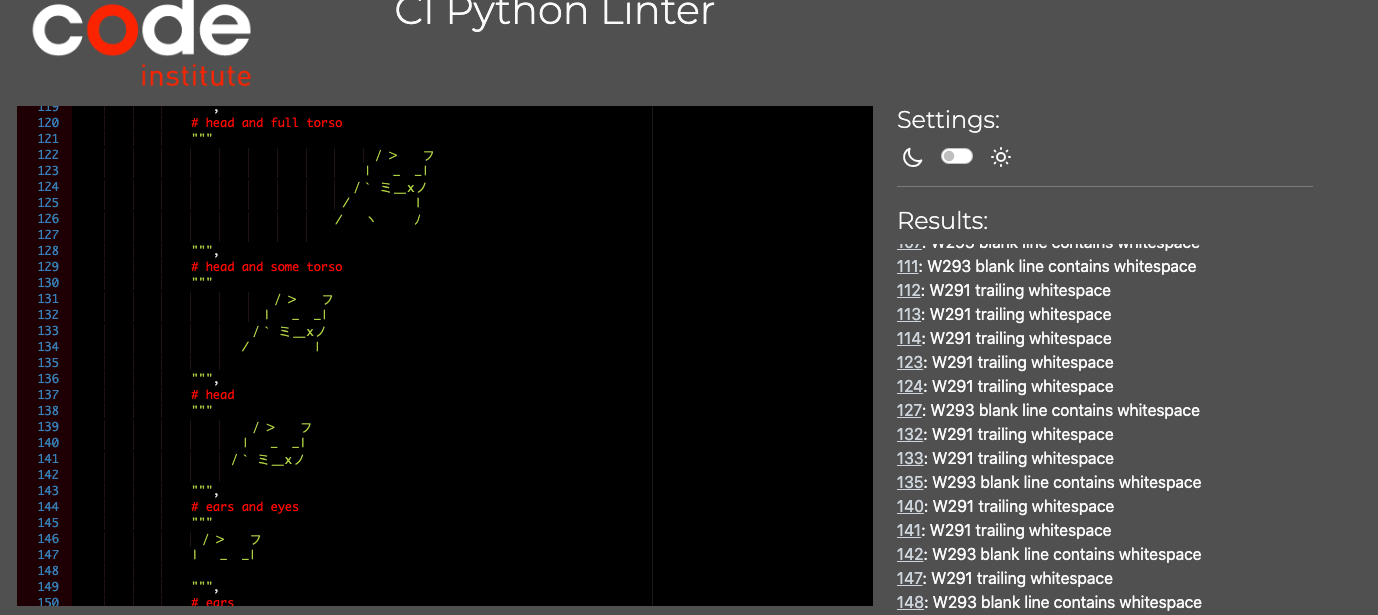 CI Python Linter
code
institute
119 ,
120 # head and full torso
121 """
122 / >   フ
123 |   _  _|
124 / ` ミ__xノ
125 /         |
126 /   ヽ     ﾉ
127
128 """,
129 # head and some torso
130 """
131 / >   フ
132 |   _  _|
133 / ` ミ__xノ
134 /         |
135
136 """,
137 # head
138 """
139 / >   フ
140 |   _  _|
141 / ` ミ__xノ
142
143 """,
144 # ears and eyes
145 """
146 / >   フ
147 |   _  _|
148
149 """,
150 # ears
Settings:
Results:
107: W293 blank line contains whitespace
111: W293 blank line contains whitespace
112: W291 trailing whitespace
113: W291 trailing whitespace
114: W291 trailing whitespace
123: W291 trailing whitespace
124: W291 trailing whitespace
127: W293 blank line contains whitespace
132: W291 trailing whitespace
133: W291 trailing whitespace
135: W293 blank line contains whitespace
140: W291 trailing whitespace
141: W291 trailing whitespace
142: W293 blank line contains whitespace
147: W291 trailing whitespace
148: W293 blank line contains whitespace